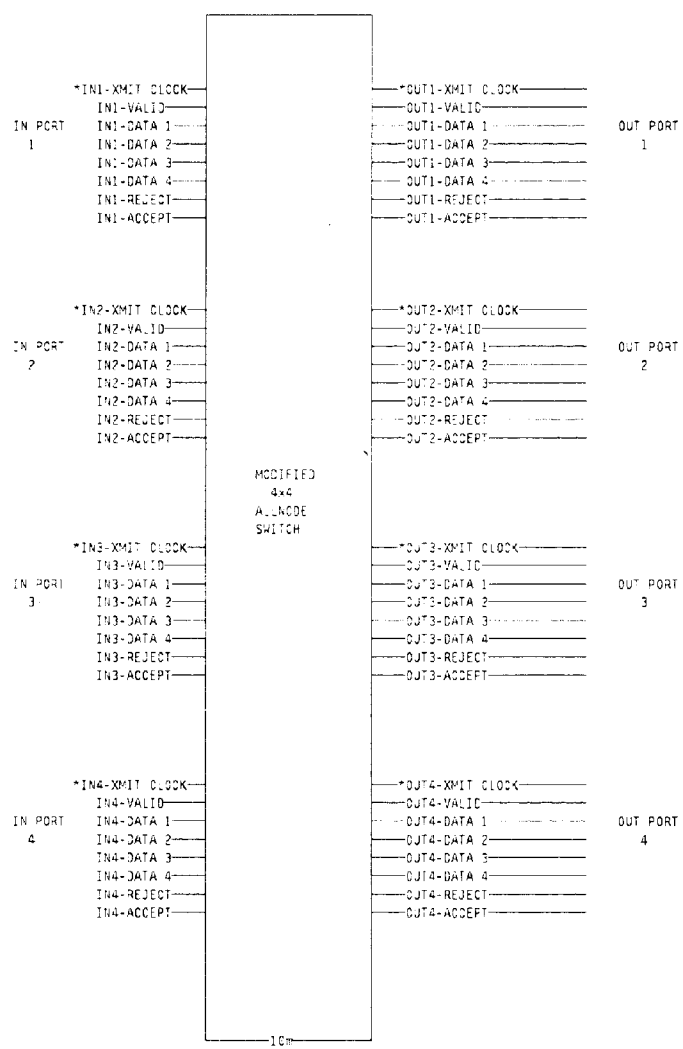 *IN1-XMIT CLOCK *OUT1-XMIT CLOCK
IN1-VALID OUT1-VALID
IN PORT IN1-DATA 1 OUT1-DATA 1 OUT PORT
1 IN1-DATA 2 OUT1-DATA 2 1
IN1-DATA 3 OUT1-DATA 3
IN1-DATA 4 OUT1-DATA 4
IN1-REJECT OUT1-REJECT
IN1-ACCEPT OUT1-ACCEPT
*IN2-XMIT CLOCK *OUT2-XMIT CLOCK
IN2-VALID OUT2-VALID
IN PORT IN2-DATA 1 OUT2-DATA 1 OUT PORT
2 IN2-DATA 2 OUT2-DATA 2 2
IN2-DATA 3 OUT2-DATA 3
IN2-DATA 4 OUT2-DATA 4
IN2-REJECT OUT2-REJECT
IN2-ACCEPT OUT2-ACCEPT
MODIFIED
4x4
ALLNODE
SWITCH
*IN3-XMIT CLOCK *OUT3-XMIT CLOCK
IN3-VALID OUT3-VALID
IN PORT IN3-DATA 1 OUT3-DATA 1 OUT PORT
3 IN3-DATA 2 OUT3-DATA 2 3
IN3-DATA 3 OUT3-DATA 3
IN3-DATA 4 OUT3-DATA 4
IN3-REJECT OUT3-REJECT
IN3-ACCEPT OUT3-ACCEPT
*IN4-XMIT CLOCK *OUT4-XMIT CLOCK
IN4-VALID OUT4-VALID
IN PORT IN4-DATA 1 OUT4-DATA 1 OUT PORT
4 IN4-DATA 2 OUT4-DATA 2 4
IN4-DATA 3 OUT4-DATA 3
IN4-DATA 4 OUT4-DATA 4
IN4-REJECT OUT4-REJECT
IN4-ACCEPT OUT4-ACCEPT
10m